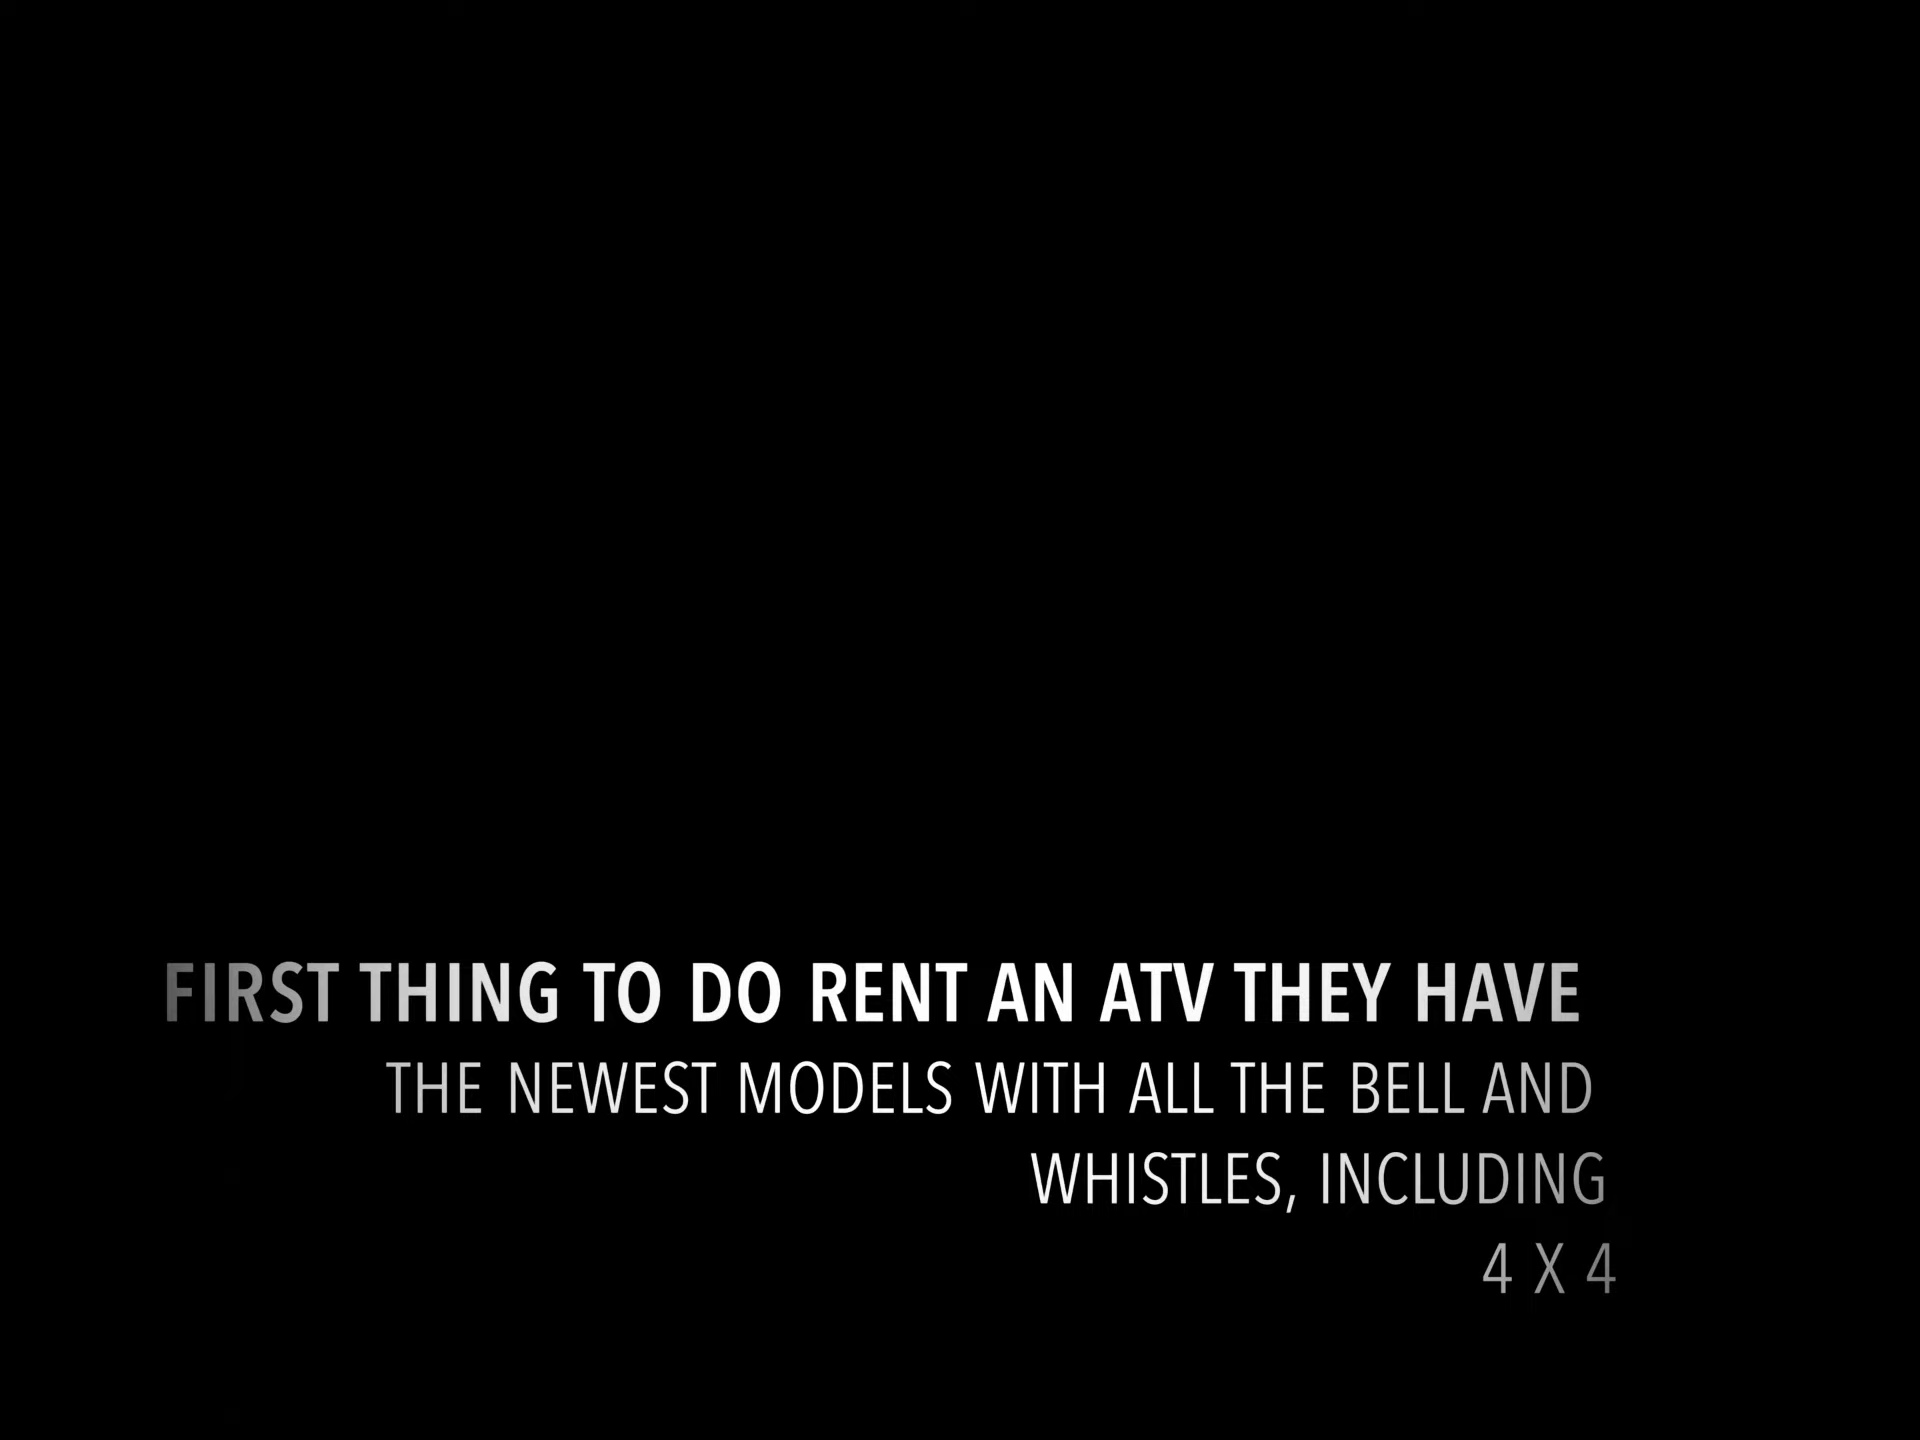 FIRST THING TO DO RENT AN ATV THEY HAVE
THE NEWEST MODELS WITH ALL THE BELL AND
WHISTLES, INCLUDING
4 X 4